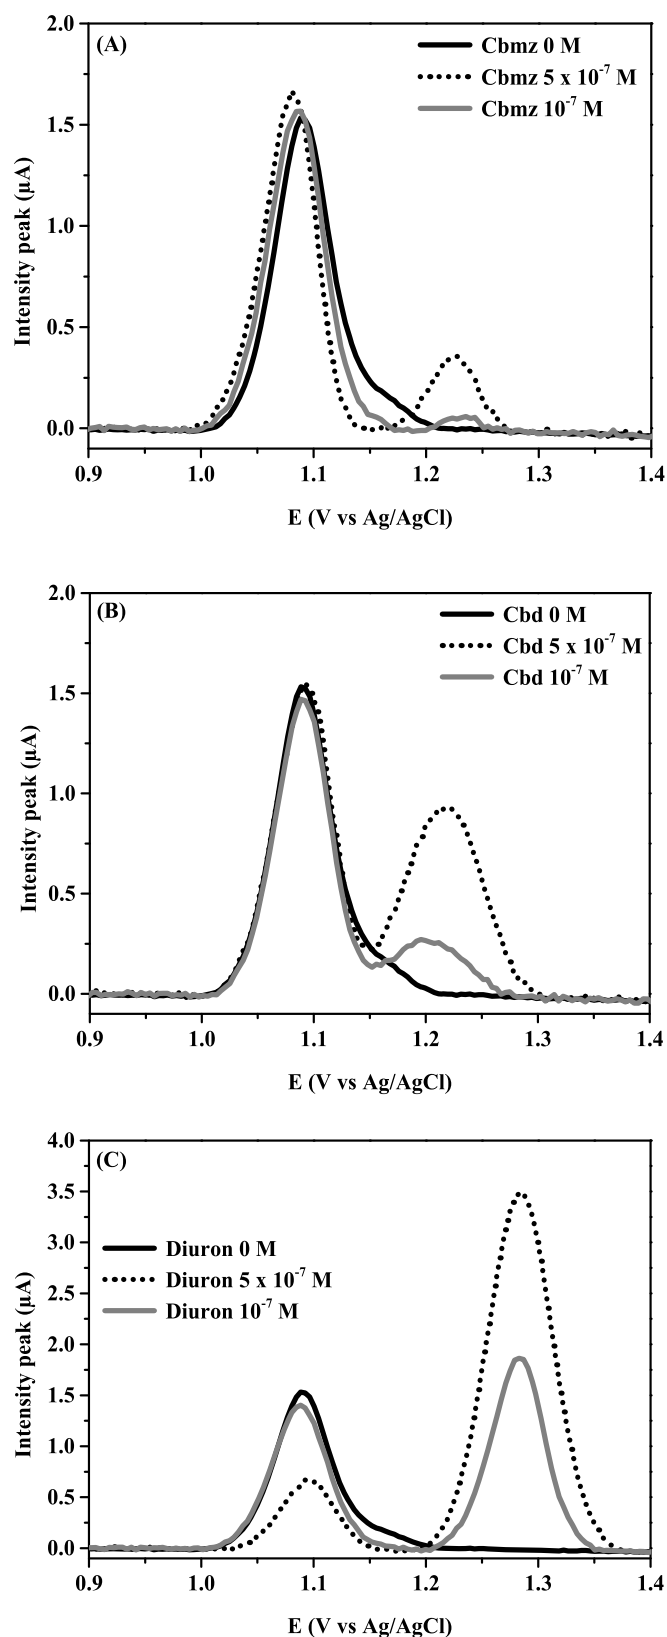 (A)
Cbmz 0 M
Cbmz 5 x 10⁻⁷ M
Cbmz 10⁻⁷ M
2.0
1.5
1.0
0.5
0.0
Intensity peak (µA)
0.9 1.0 1.1 1.2 1.3 1.4
E (V vs Ag/AgCl)
(B)
Cbd 0 M
Cbd 5 x 10⁻⁷ M
Cbd 10⁻⁷ M
2.0
1.5
1.0
0.5
0.0
Intensity peak (µA)
0.9 1.0 1.1 1.2 1.3 1.4
E (V vs Ag/AgCl)
(C)
Diuron 0 M
Diuron 5 x 10⁻⁷ M
Diuron 10⁻⁷ M
4.0
3.5
3.0
2.5
2.0
1.5
1.0
0.5
0.0
Intensity peak (µA)
0.9 1.0 1.1 1.2 1.3 1.4
E (V vs Ag/AgCl)